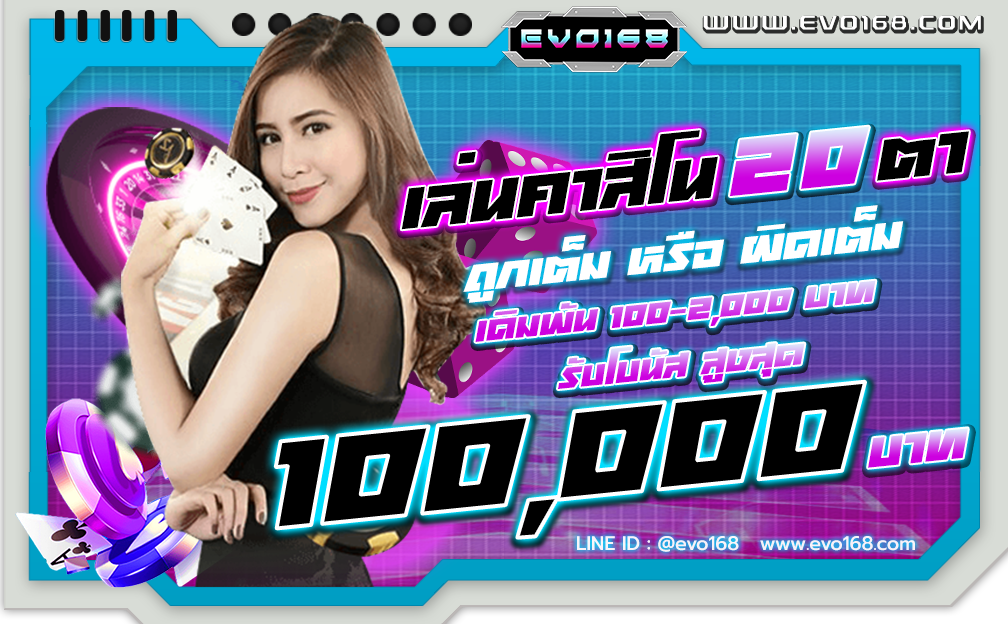 EVO168
WWW.EVO168.COM
เล่นคาสิโน 20 ตา
ถูกเต็ม หรือ ผิดเต็ม
เดิมพัน 100-2,000 บาท
รับโบนัส สูงสุด
100,000 บาท
LINE ID : @evo168 www.evo168.com